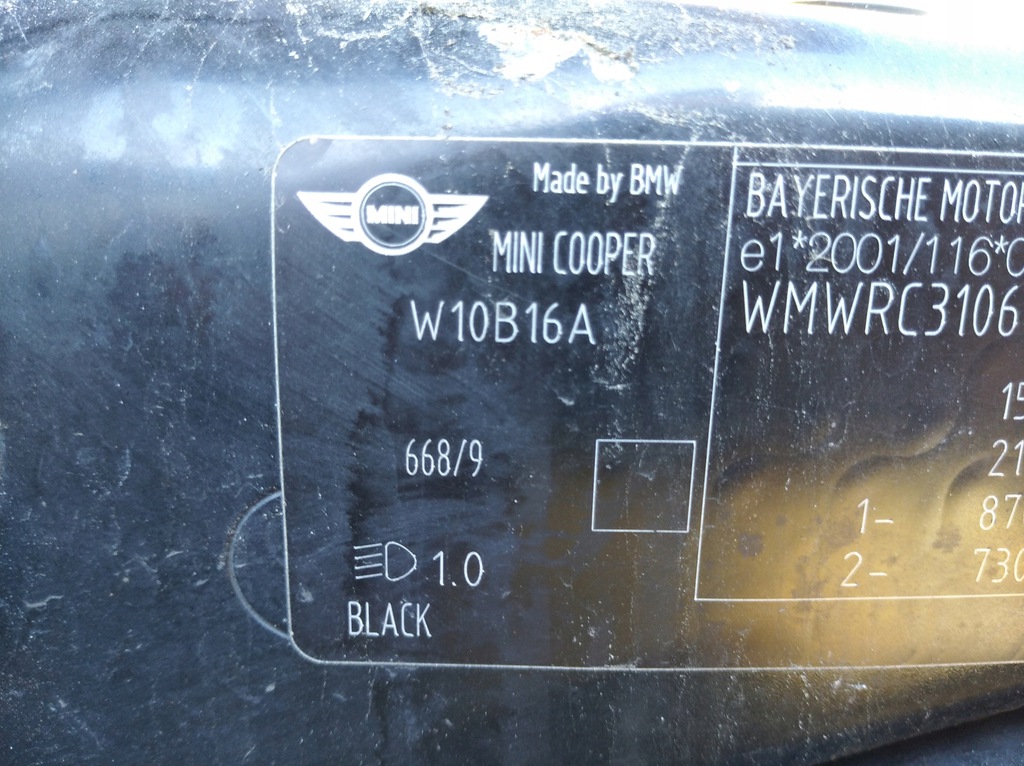 Made by BMW
MINI
MINI COOPER
W10B16A
668/9
1.0
BLACK
BAYERISCHE MOTOR
e1*2001/116*0
WMWRC3106
15
21
1- 87
2- 730